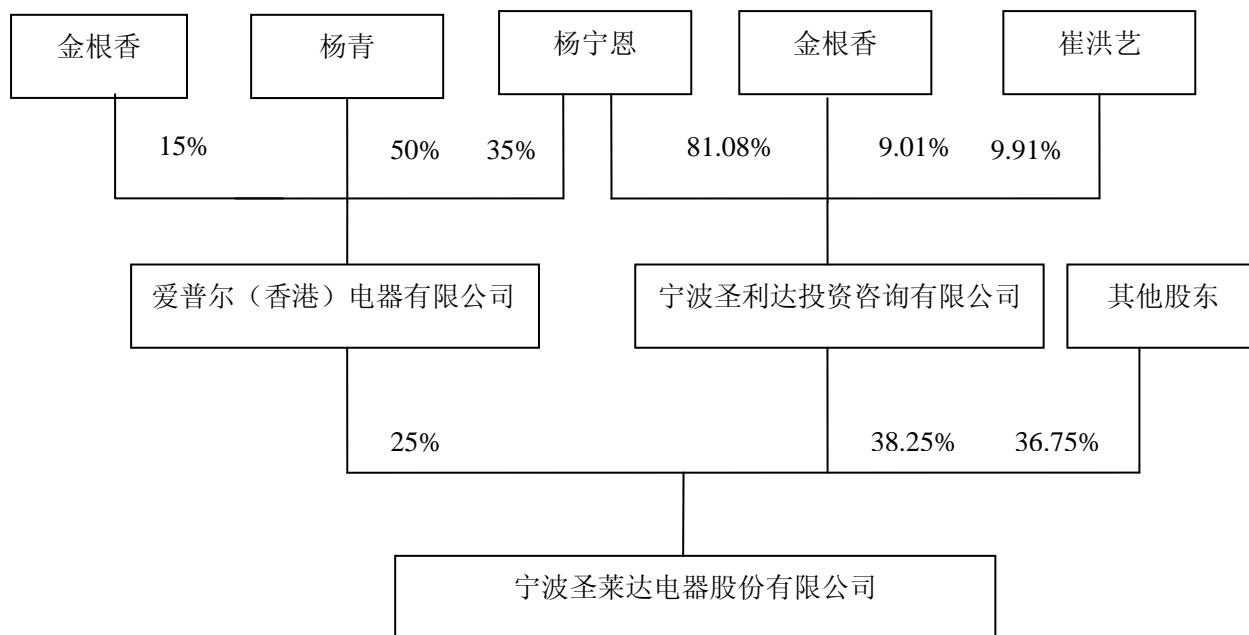 金根香
杨青
杨宁恩
金根香
崔洪艺
15%
50%
35%
81.08%
9.01%
9.91%
爱普尔（香港）电器有限公司
宁波圣利达投资咨询有限公司
其他股东
25%
38.25%
36.75%
宁波圣莱达电器股份有限公司